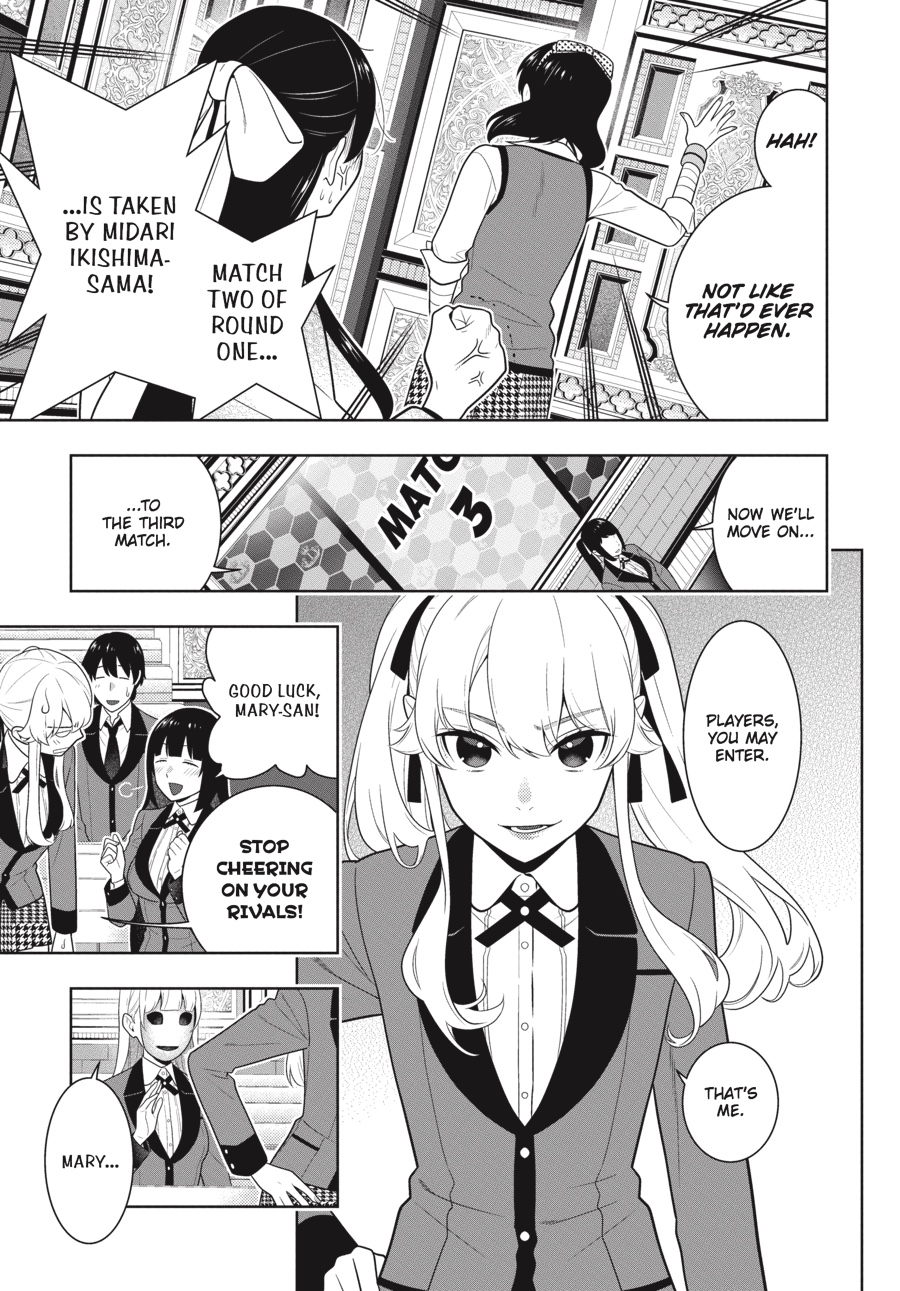 HAH!
NOT LIKE
THAT'D EVER
HAPPEN.
MATCH
TWO OF
ROUND
ONE...
...IS TAKEN
BY MIDARI
IKISHIMA-
SAMA!
NOW WE'LL
MOVE ON...
MATC
3
...TO
THE THIRD
MATCH.
PLAYERS,
YOU MAY
ENTER.
THAT'S
ME.
GOOD LUCK,
MARY-SAN!
STOP
CHEERING
ON YOUR
RIVALS!
MARY...